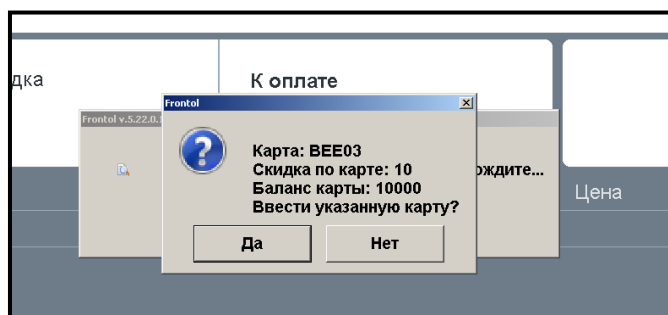 дка
К оплате
Frontol
Frontol v.5.22.0.
Карта: BEE03
Скидка по карте: 10
ождите...
Баланс карты: 10000
Цена
Ввести указанную карту?
Да
Нет